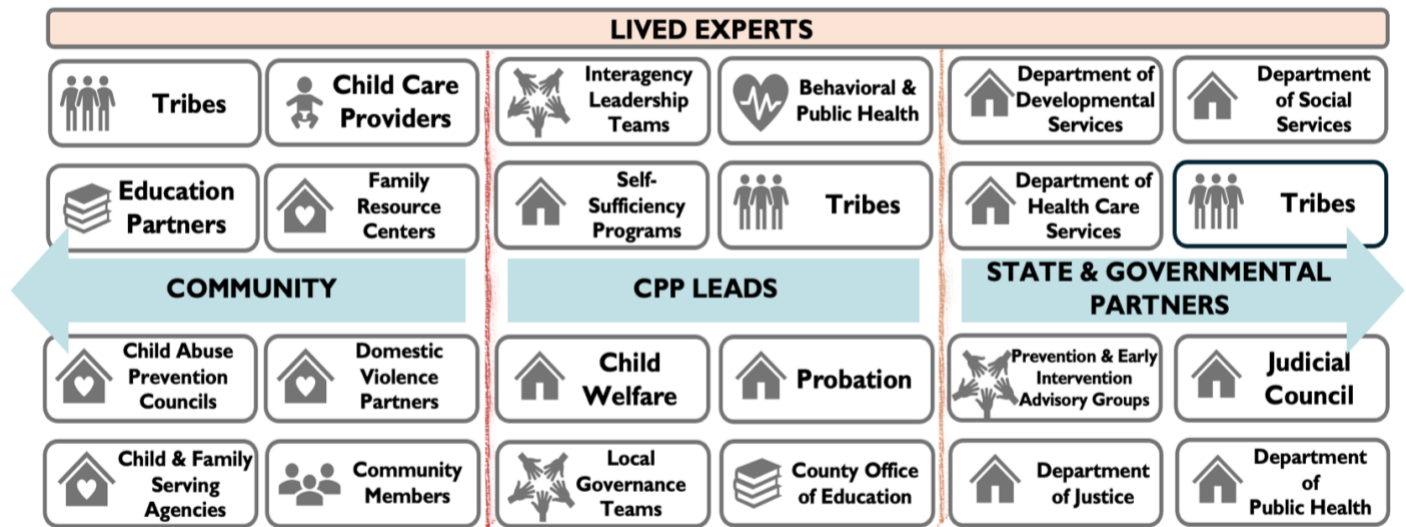 LIVED EXPERTS
Tribes
Child Care
Providers
Education
Partners
Family
Resource
Centers
COMMUNITY
Child Abuse
Prevention
Councils
Domestic
Violence
Partners
Child & Family
Serving
Agencies
Community
Members
Interagency
Leadership
Teams
Behavioral &
Public Health
Self-
Sufficiency
Programs
Tribes
CPP LEADS
Child
Welfare
Probation
Local
Governance
Teams
County Office
of Education
Department of
Developmental
Services
Department
of Social
Services
Department of
Health Care
Services
Tribes
STATE & GOVERNMENTAL
PARTNERS
Prevention & Early
Intervention
Advisory Groups
Judicial
Council
Department
of Justice
Department
of
Public Health